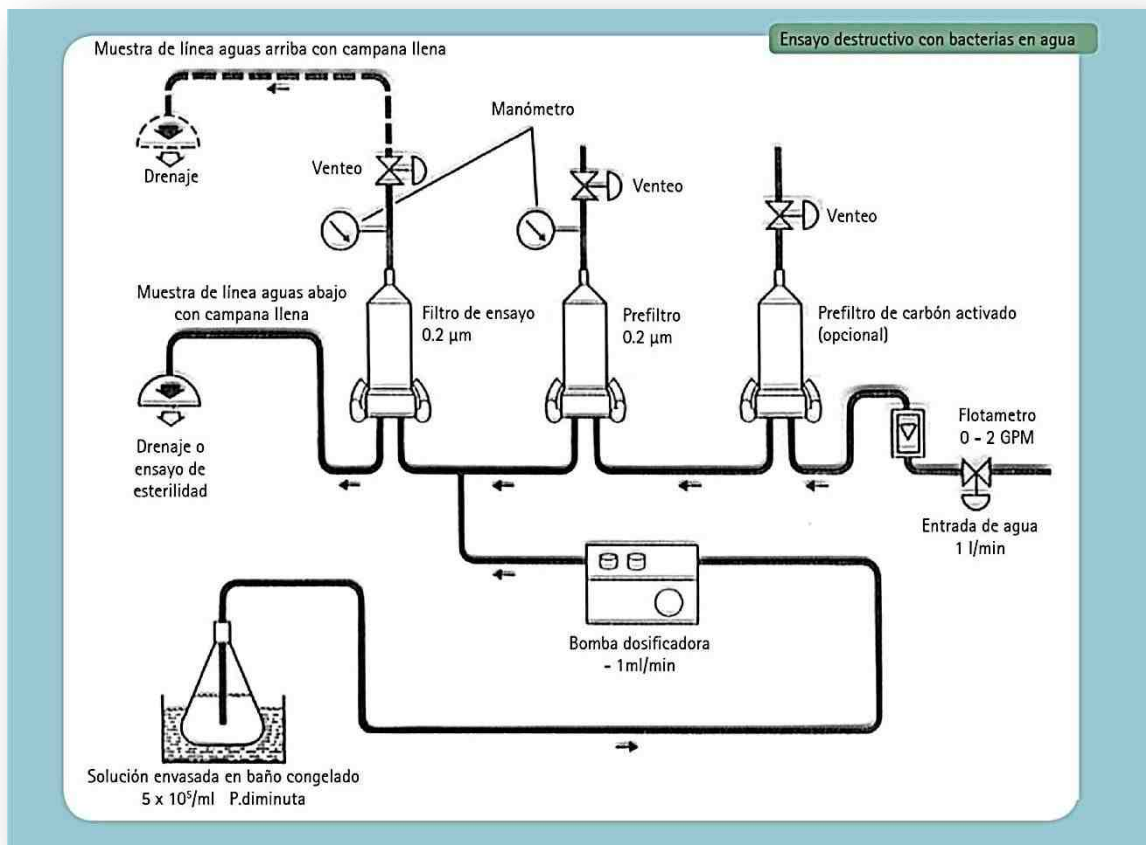 Ensayo destructivo con bacterias en agua
Muestra de línea aguas arriba con campana llena
Manómetro
Drenaje
Venteo
Venteo
Venteo
Muestra de línea aguas abajo
con campana llena
Filtro de ensayo
0.2 µm
Prefiltro
0.2 µm
Prefiltro de carbón activado
(opcional)
Flotametro
0 - 2 GPM
Drenaje o
ensayo de
esterilidad
Entrada de agua
1 l/min
Bomba dosificadora
- 1ml/min
Solución envasada en baño congelado
5 x 10⁵/ml P.diminuta